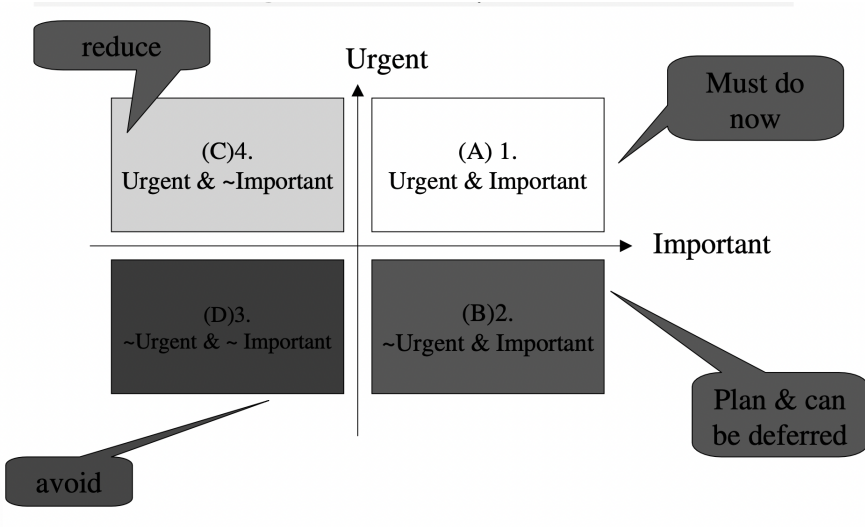 reduce
Urgent
Must do
now
(C)4.
Urgent & ~Important
(A) 1.
Urgent & Important
Important
(D)3.
~Urgent & ~ Important
(B)2.
~Urgent & Important
Plan & can
be deferred
avoid